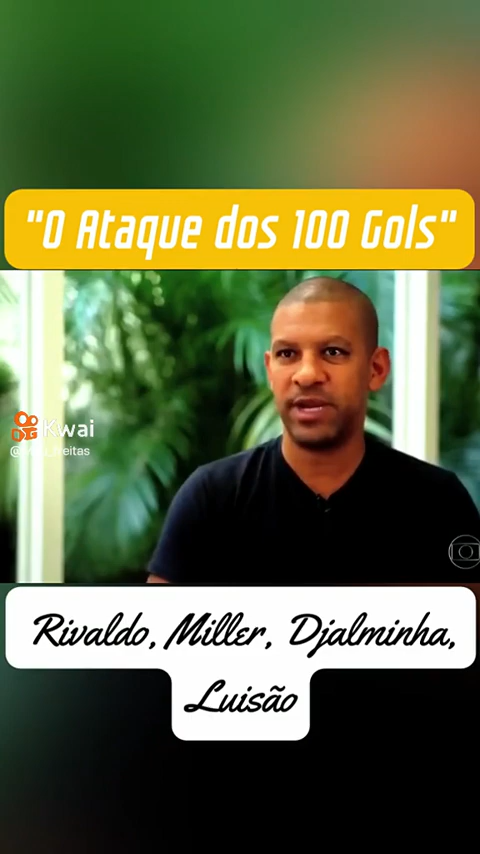 "O Ataque dos 100 Gols"
Kwai
Rivaldo, Miller, Djalminha,
Luisão